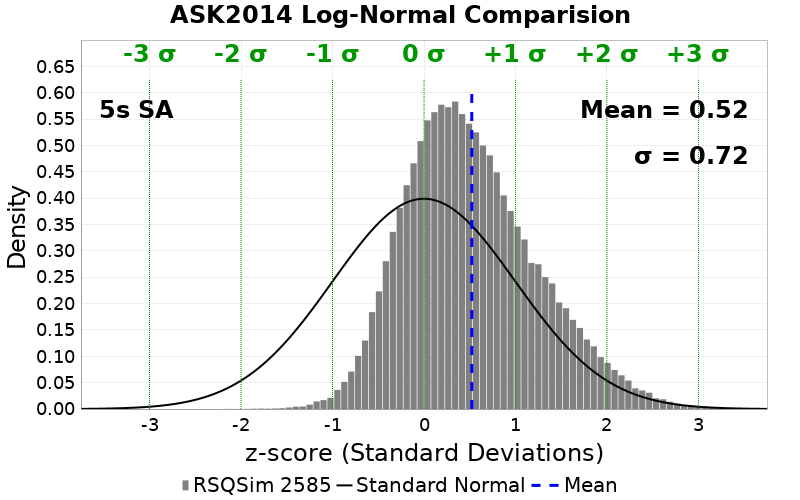 ASK2014 Log-Normal Comparision
-3 σ -2 σ -1 σ 0 σ +1 σ +2 σ +3 σ
5s SA
Mean = 0.52
σ = 0.72
Density
0.65
0.60
0.55
0.50
0.45
0.40
0.35
0.30
0.25
0.20
0.15
0.10
0.05
0.00
-3 -2 -1 0 1 2 3
z-score (Standard Deviations)
RSQSim 2585 Standard Normal Mean